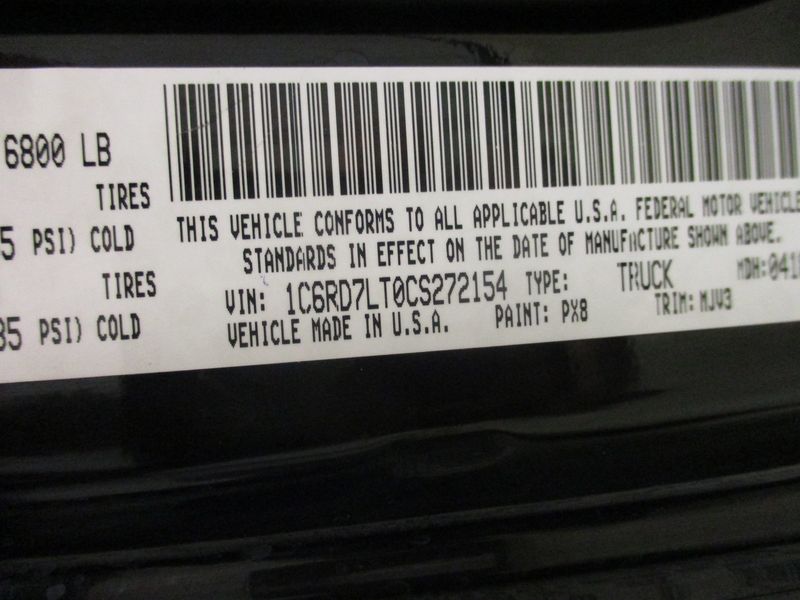 6800 LB
TIRES
5 PSI) COLD
TIRES
35 PSI) COLD
THIS VEHICLE CONFORMS TO ALL APPLICABLE U.S.A. FEDERAL MOTOR VEHICLE
STANDARDS IN EFFECT ON THE DATE OF MANUFACTURE SHOWN ABOVE.
VIN: 1C6RD7LT0CS272154 TYPE: TRUCK MDH: 041
VEHICLE MADE IN U.S.A. PAINT: PX8 TRIM: MJV3